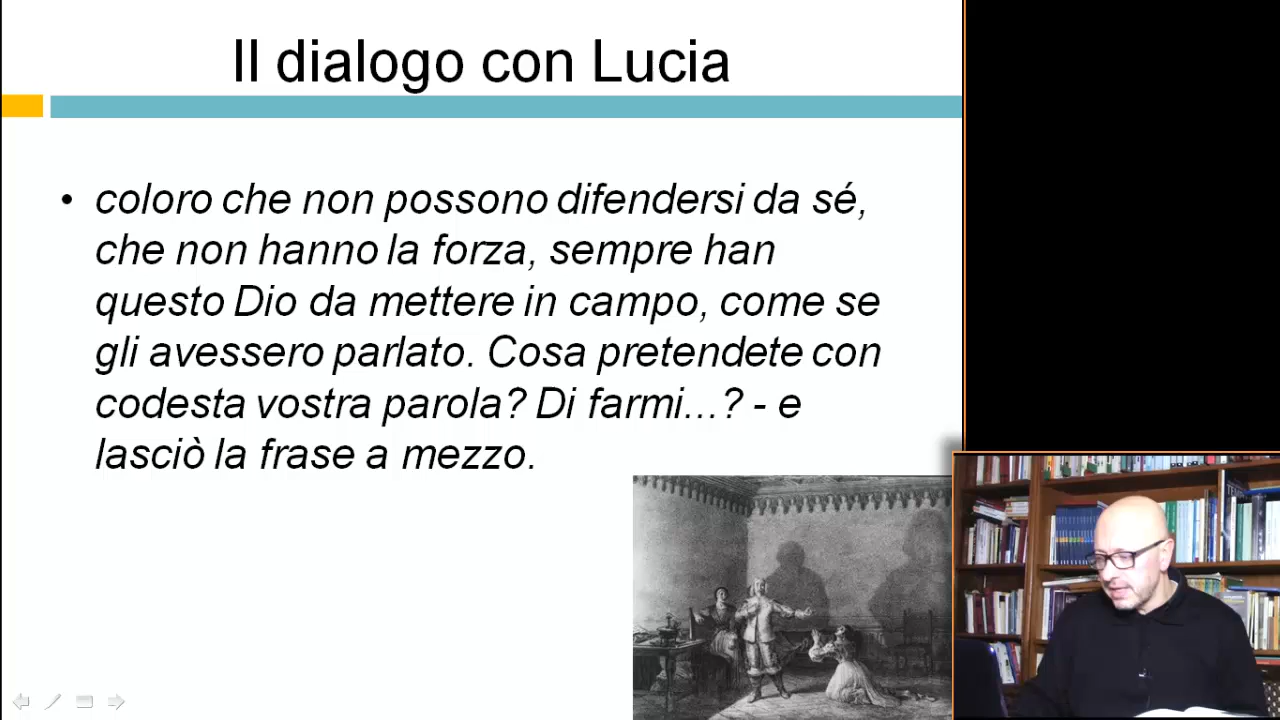 Il dialogo con Lucia
• coloro che non possono difendersi da sé,
che non hanno la forza, sempre han
questo Dio da mettere in campo, come se
gli avessero parlato. Cosa pretendete con
codesta vostra parola? Di farmi...? - e
lasciò la frase a mezzo.